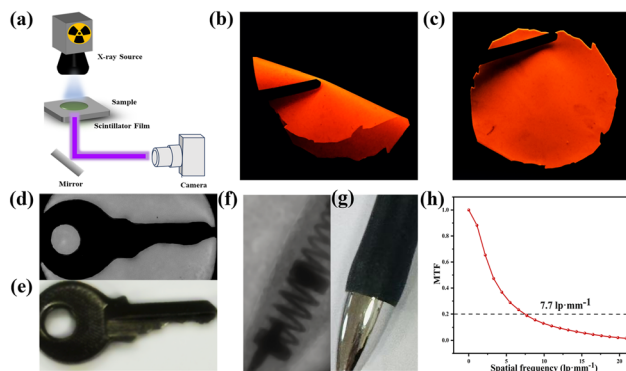 (a)
X-ray Source
Sample
Scintillator Film
Mirror
Camera
(b)
(c)
(d)
(e)
(f)
(g)
(h)
MTF
1.0
0.8
0.6
0.4
0.2
0.0
7.7 lp·mm⁻¹
0 5 10 15 20
Spatial frequency (lp·mm⁻¹)